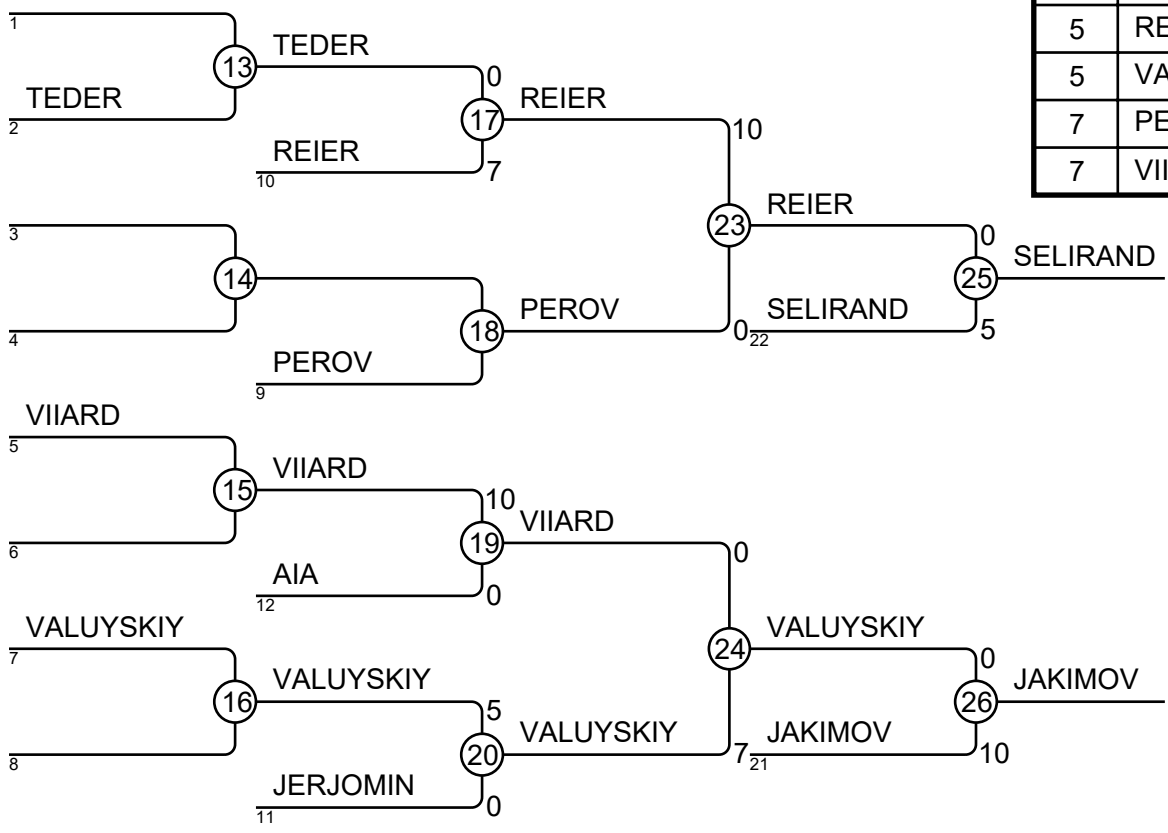 1
13
TEDER
0
TEDER
2
17
REIER
10
REIER
10
7
3
14
23
REIER
0
4
18
PEROV
0
22
SELIRAND
25
SELIRAND
5
PEROV
9
VIIARD
5
15
VIIARD
10
6
19
VIIARD
0
AIA
12
0
VALUYSKIY
7
24
VALUYSKIY
0
16
VALUYSKIY
5
26
JAKIMOV
8
20
VALUYSKIY
7
21
JAKIMOV
10
JERJOMIN
11
0
5 RE
5 VA
7 PE
7 VII